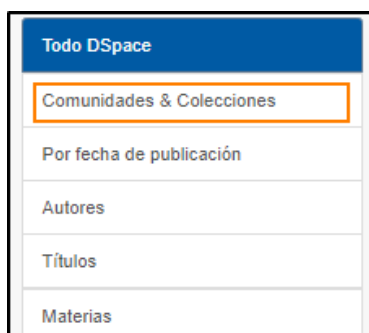 Todo DSpace
Comunidades & Colecciones
Por fecha de publicación
Autores
Títulos
Materias